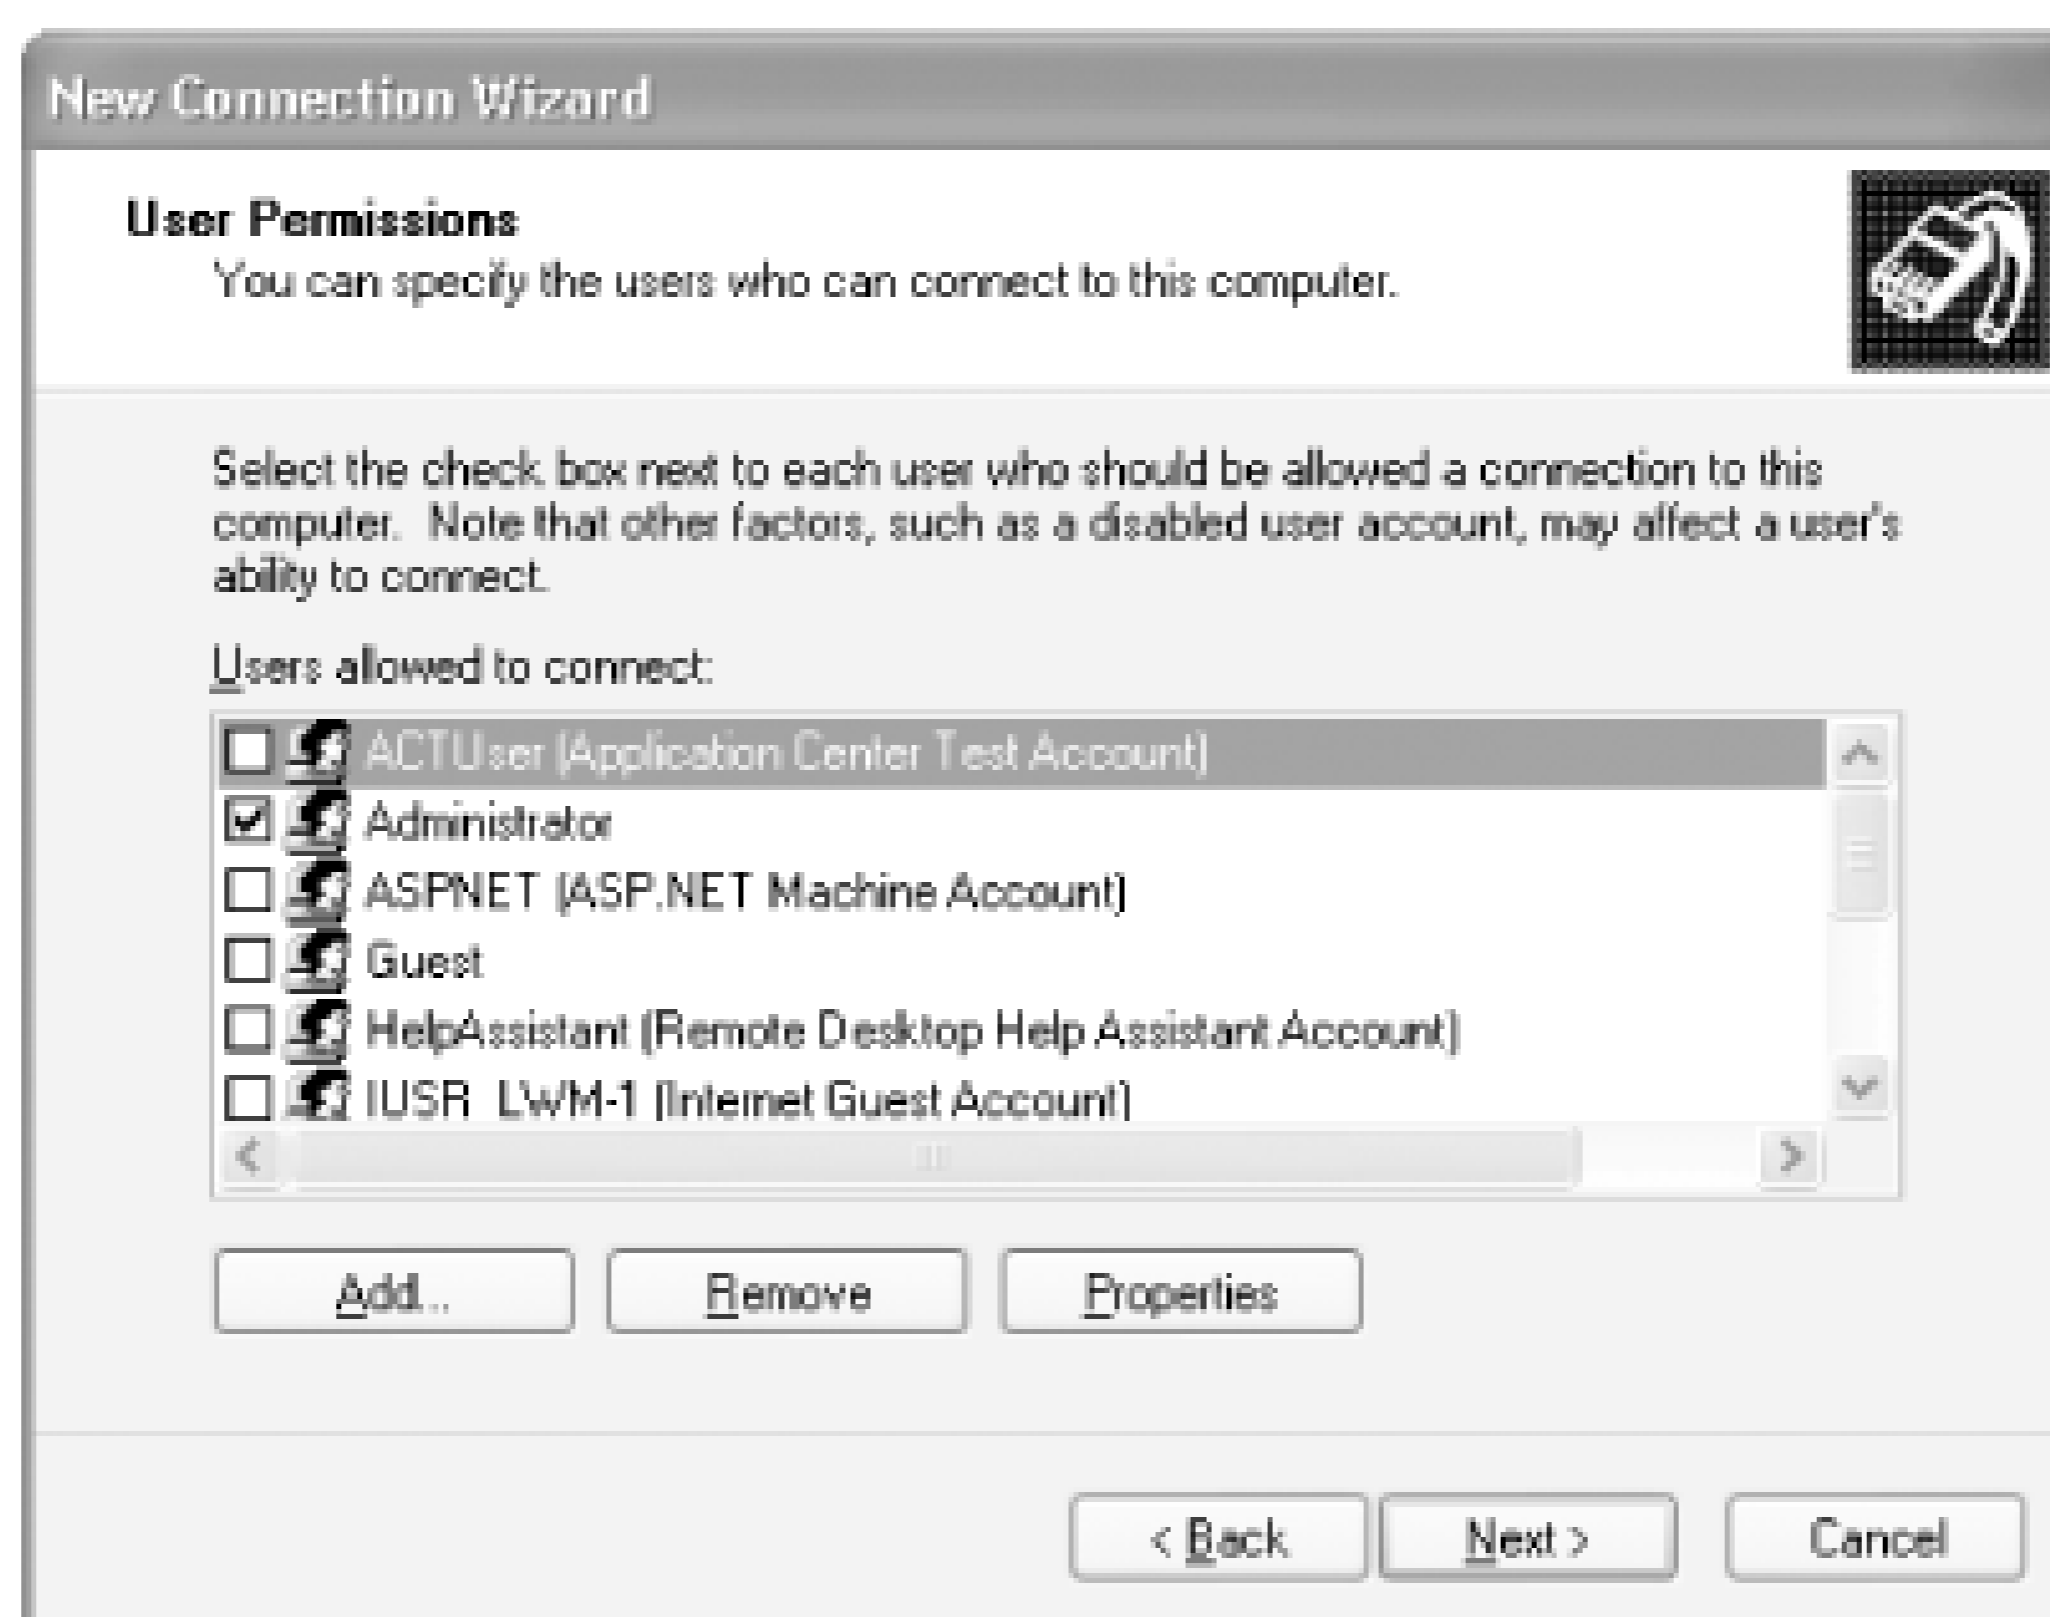 New Connection Wizard
User Permissions
You can specify the users who can connect to this computer.
Select the check box next to each user who should be allowed a connection to this
computer. Note that other factors, such as a disabled user account, may affect a user's
ability to connect.
Users allowed to connect:
ACTUser (Application Center Test Account)
Administrator
ASPNET (ASP.NET Machine Account)
Guest
HelpAssistant (Remote Desktop Help Assistant Account)
IUSR_LWM-1 (Internet Guest Account)
Add... Remove Properties
< Back Next > Cancel